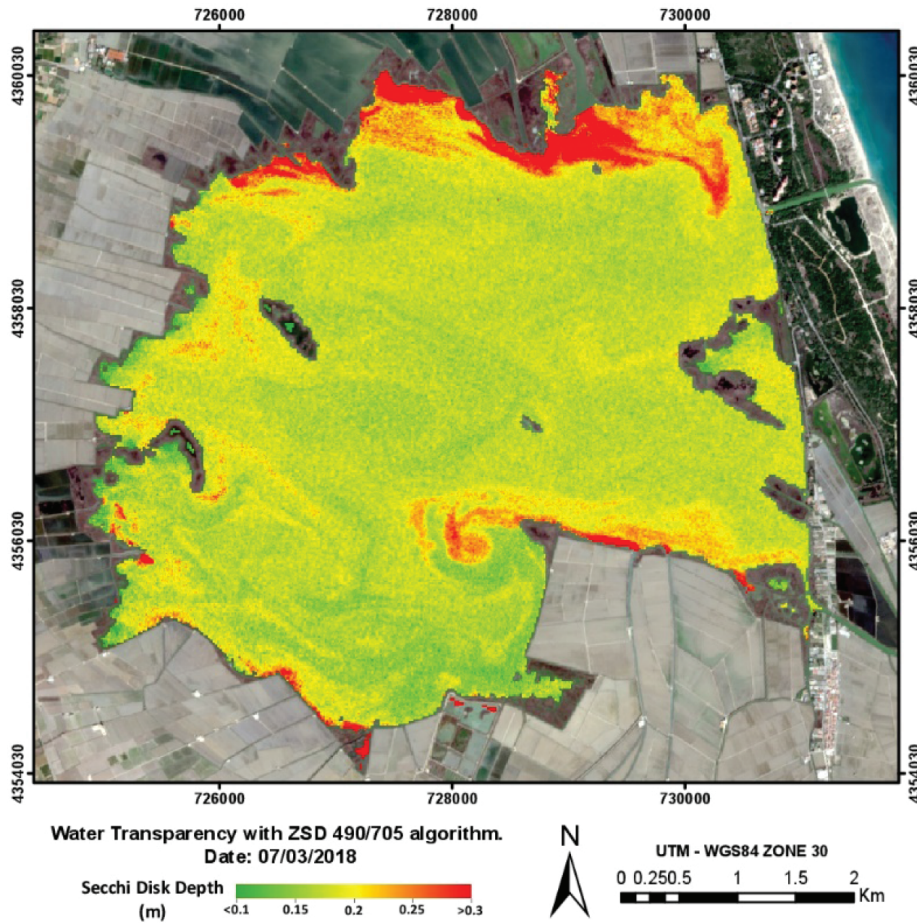 726000 728000 730000
4360030 4360030
4358030 4358030
4356030 4356030
4354030 4354030
726000 728000 730000
Water Transparency with ZSD 490/705 algorithm.
Date: 07/03/2018
Secchi Disk Depth
(m)
<0.1 0.15 0.2 0.25 >0.3
N
UTM - WGS84 ZONE 30
0 0.250.5 1 1.5 2
Km